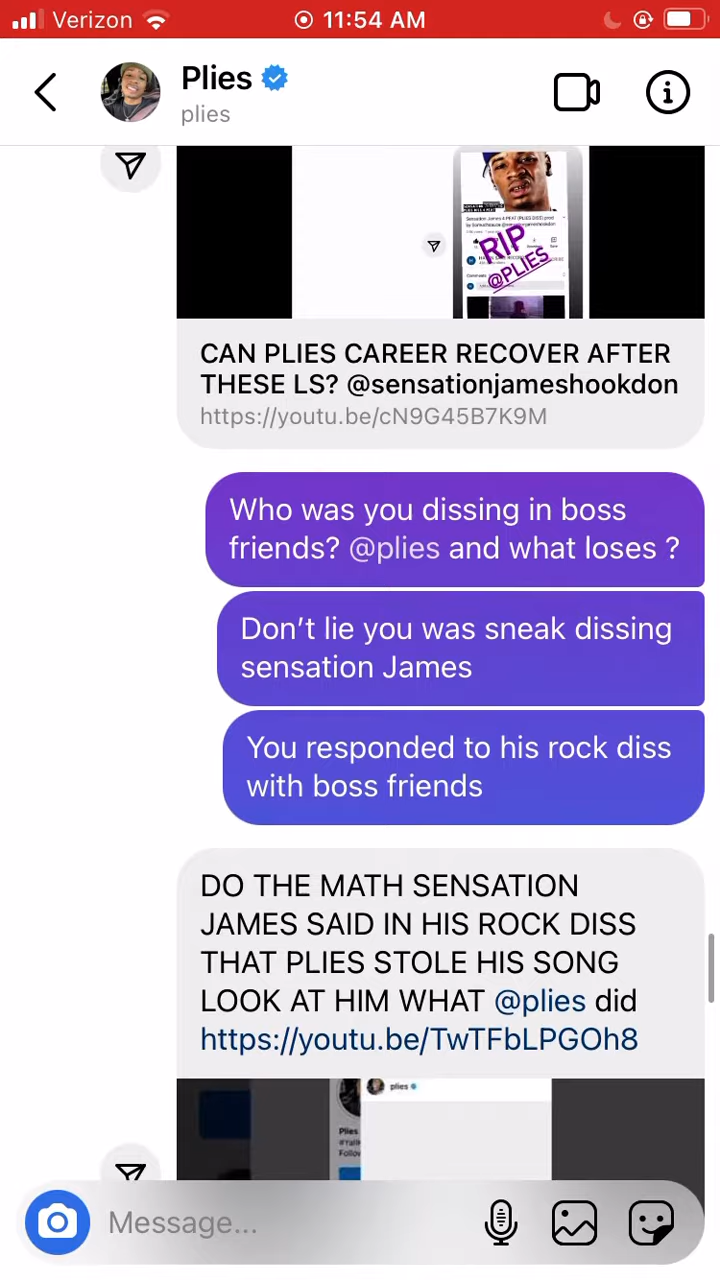 Verizon
11:54 AM
Plies
plies
RIP
@PLIES
CAN PLIES CAREER RECOVER AFTER
THESE LS? @sensationjameshookdon
https://youtu.be/cN9G45B7K9M
Who was you dissing in boss
friends? @plies and what loses ?
Don’t lie you was sneak dissing
sensation James
You responded to his rock diss
with boss friends
DO THE MATH SENSATION
JAMES SAID IN HIS ROCK DISS
THAT PLIES STOLE HIS SONG
LOOK AT HIM WHAT @plies did
https://youtu.be/TwTFbLPGOh8
plies
Plies
Follow
Message...